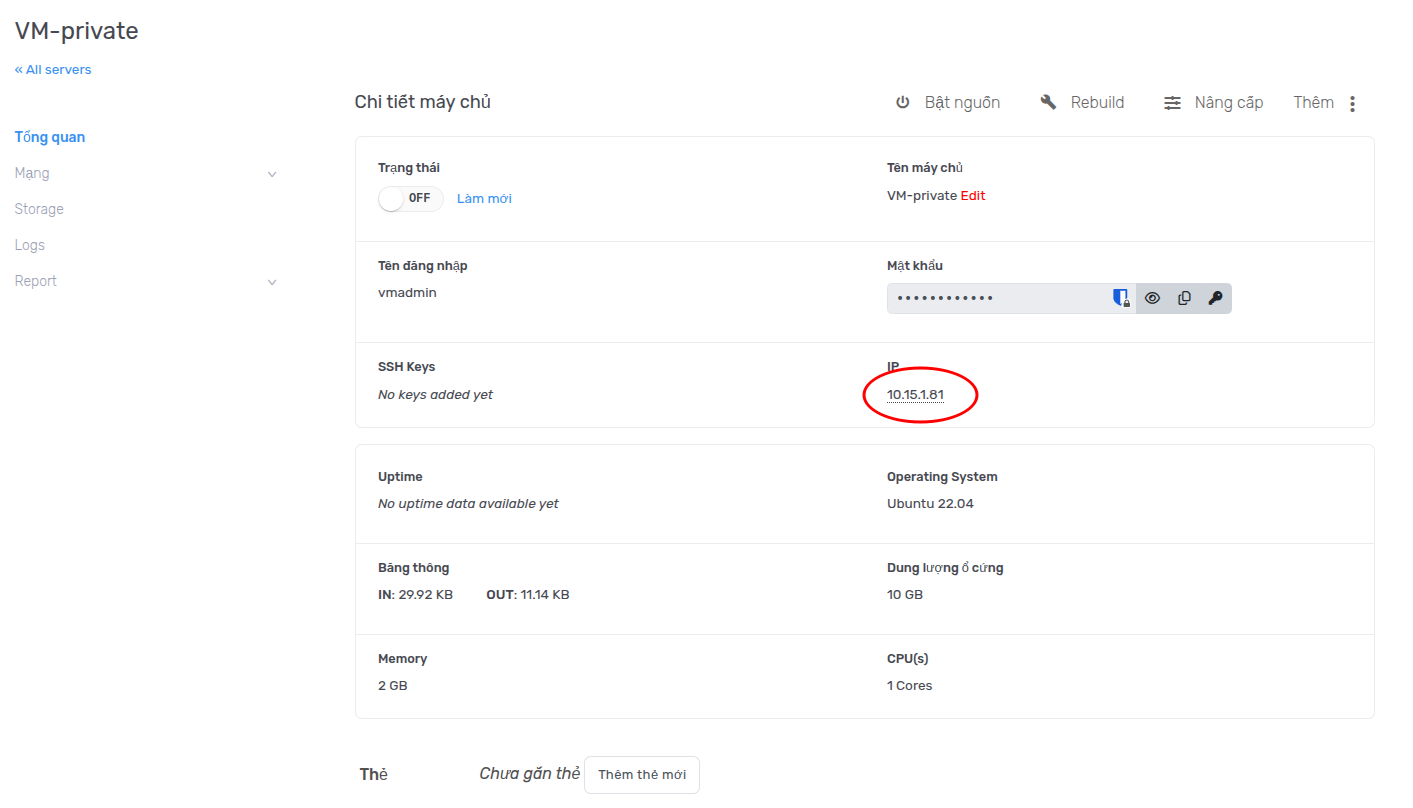 VM-private
« All servers
Chi tiết máy chủ
Bật nguồn
Rebuild
Nâng cấp
Thêm
Tổng quan
Mạng
Storage
Logs
Report
Trạng thái
Tên máy chủ
OFF
Làm mới
VM-private Edit
Tên đăng nhập
Mật khẩu
vmadmin
••••••••••••
SSH Keys
IP
No keys added yet
10.15.1.81
Uptime
Operating System
No uptime data available yet
Ubuntu 22.04
Băng thông
Dung lượng ổ cứng
IN: 29.92 KB OUT: 11.14 KB
10 GB
Memory
CPU(s)
2 GB
1 Cores
Thẻ
Chưa gắn thẻ
Thêm thẻ mới